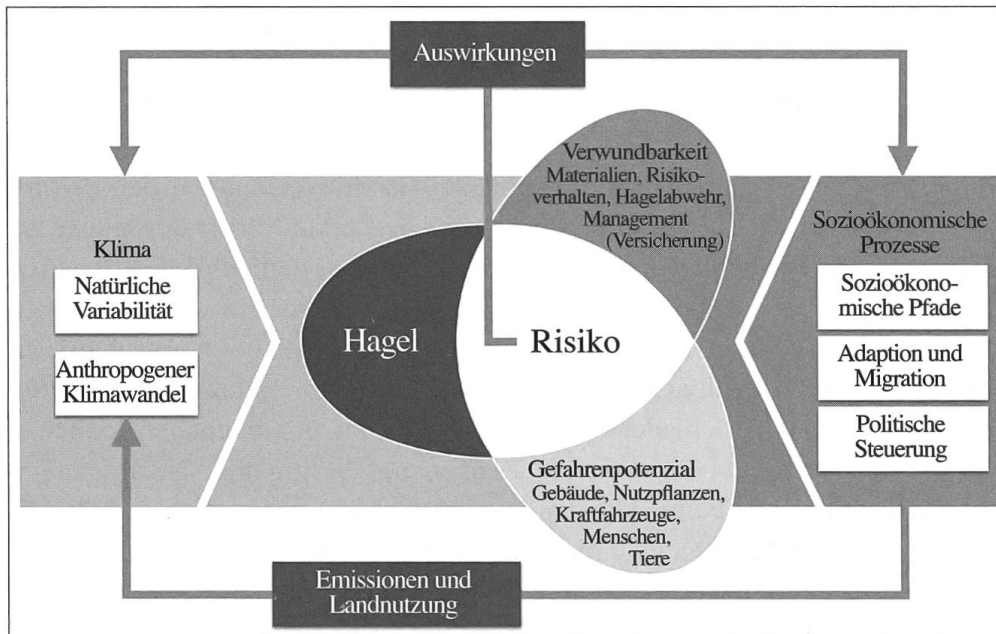 Auswirkungen
Klima
Natürliche
Variabilität
Anthropogener
Klimawandel
Hagel
Risiko
Verwundbarkeit
Materialien, Risiko-
verhalten, Hagelabwehr,
Management
(Versicherung)
Gefahrenpotenzial
Gebäude, Nutzpflanzen,
Kraftfahrzeuge,
Menschen,
Tiere
Sozioökonomische
Prozesse
Sozioökono-
mische Pfade
Adaption und
Migration
Politische
Steuerung
Emissionen und
Landnutzung